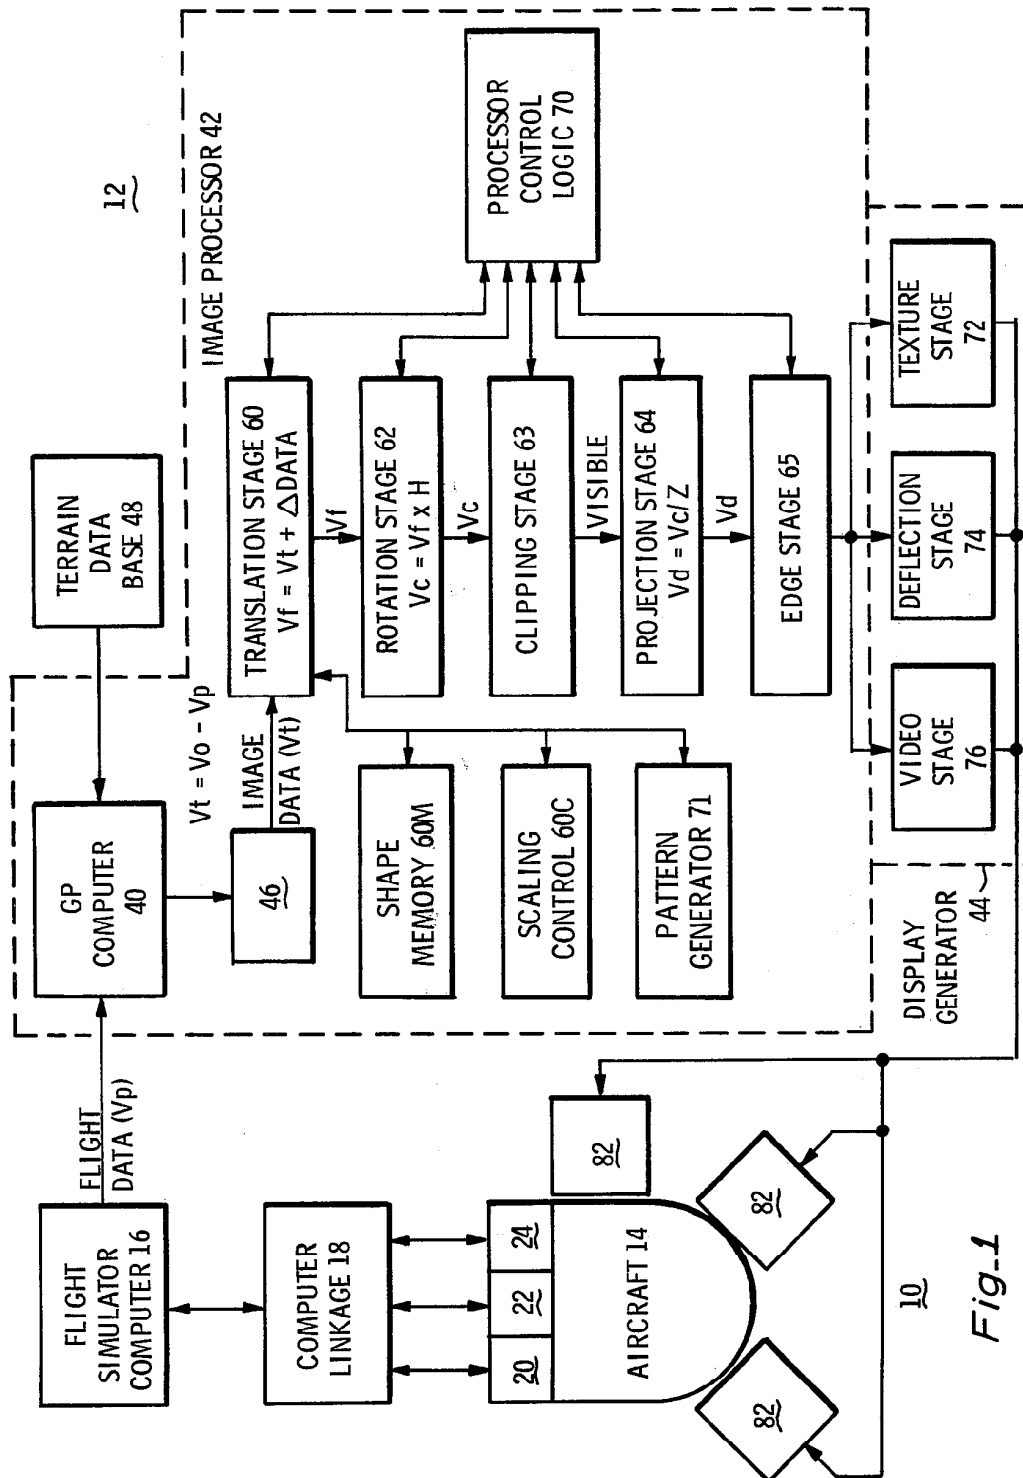 FLIGHT
SIMULATOR
COMPUTER 16
FLIGHT
DATA (Vp)
COMPUTER
LINKAGE 18
20
22
24
AIRCRAFT 14
82
82
82
10
Fig_1
12
GP
COMPUTER
40
TERRAIN
DATA
BASE 48
46
Vt = Vo - Vp
IMAGE
DATA (Vt)
IMAGE PROCESSOR 42
TRANSLATION STAGE 60
Vf = Vt + ΔDATA
Vf
ROTATION STAGE 62
Vc = Vf x H
Vc
CLIPPING STAGE 63
VISIBLE
PROJECTION STAGE 64
Vd = Vc/Z
Vd
EDGE STAGE 65
PROCESSOR
CONTROL
LOGIC 70
SHAPE
MEMORY 60M
SCALING
CONTROL 60C
PATTERN
GENERATOR 71
DISPLAY
GENERATOR
44
VIDEO
STAGE
76
DEFLECTION
STAGE
74
TEXTURE
STAGE
72